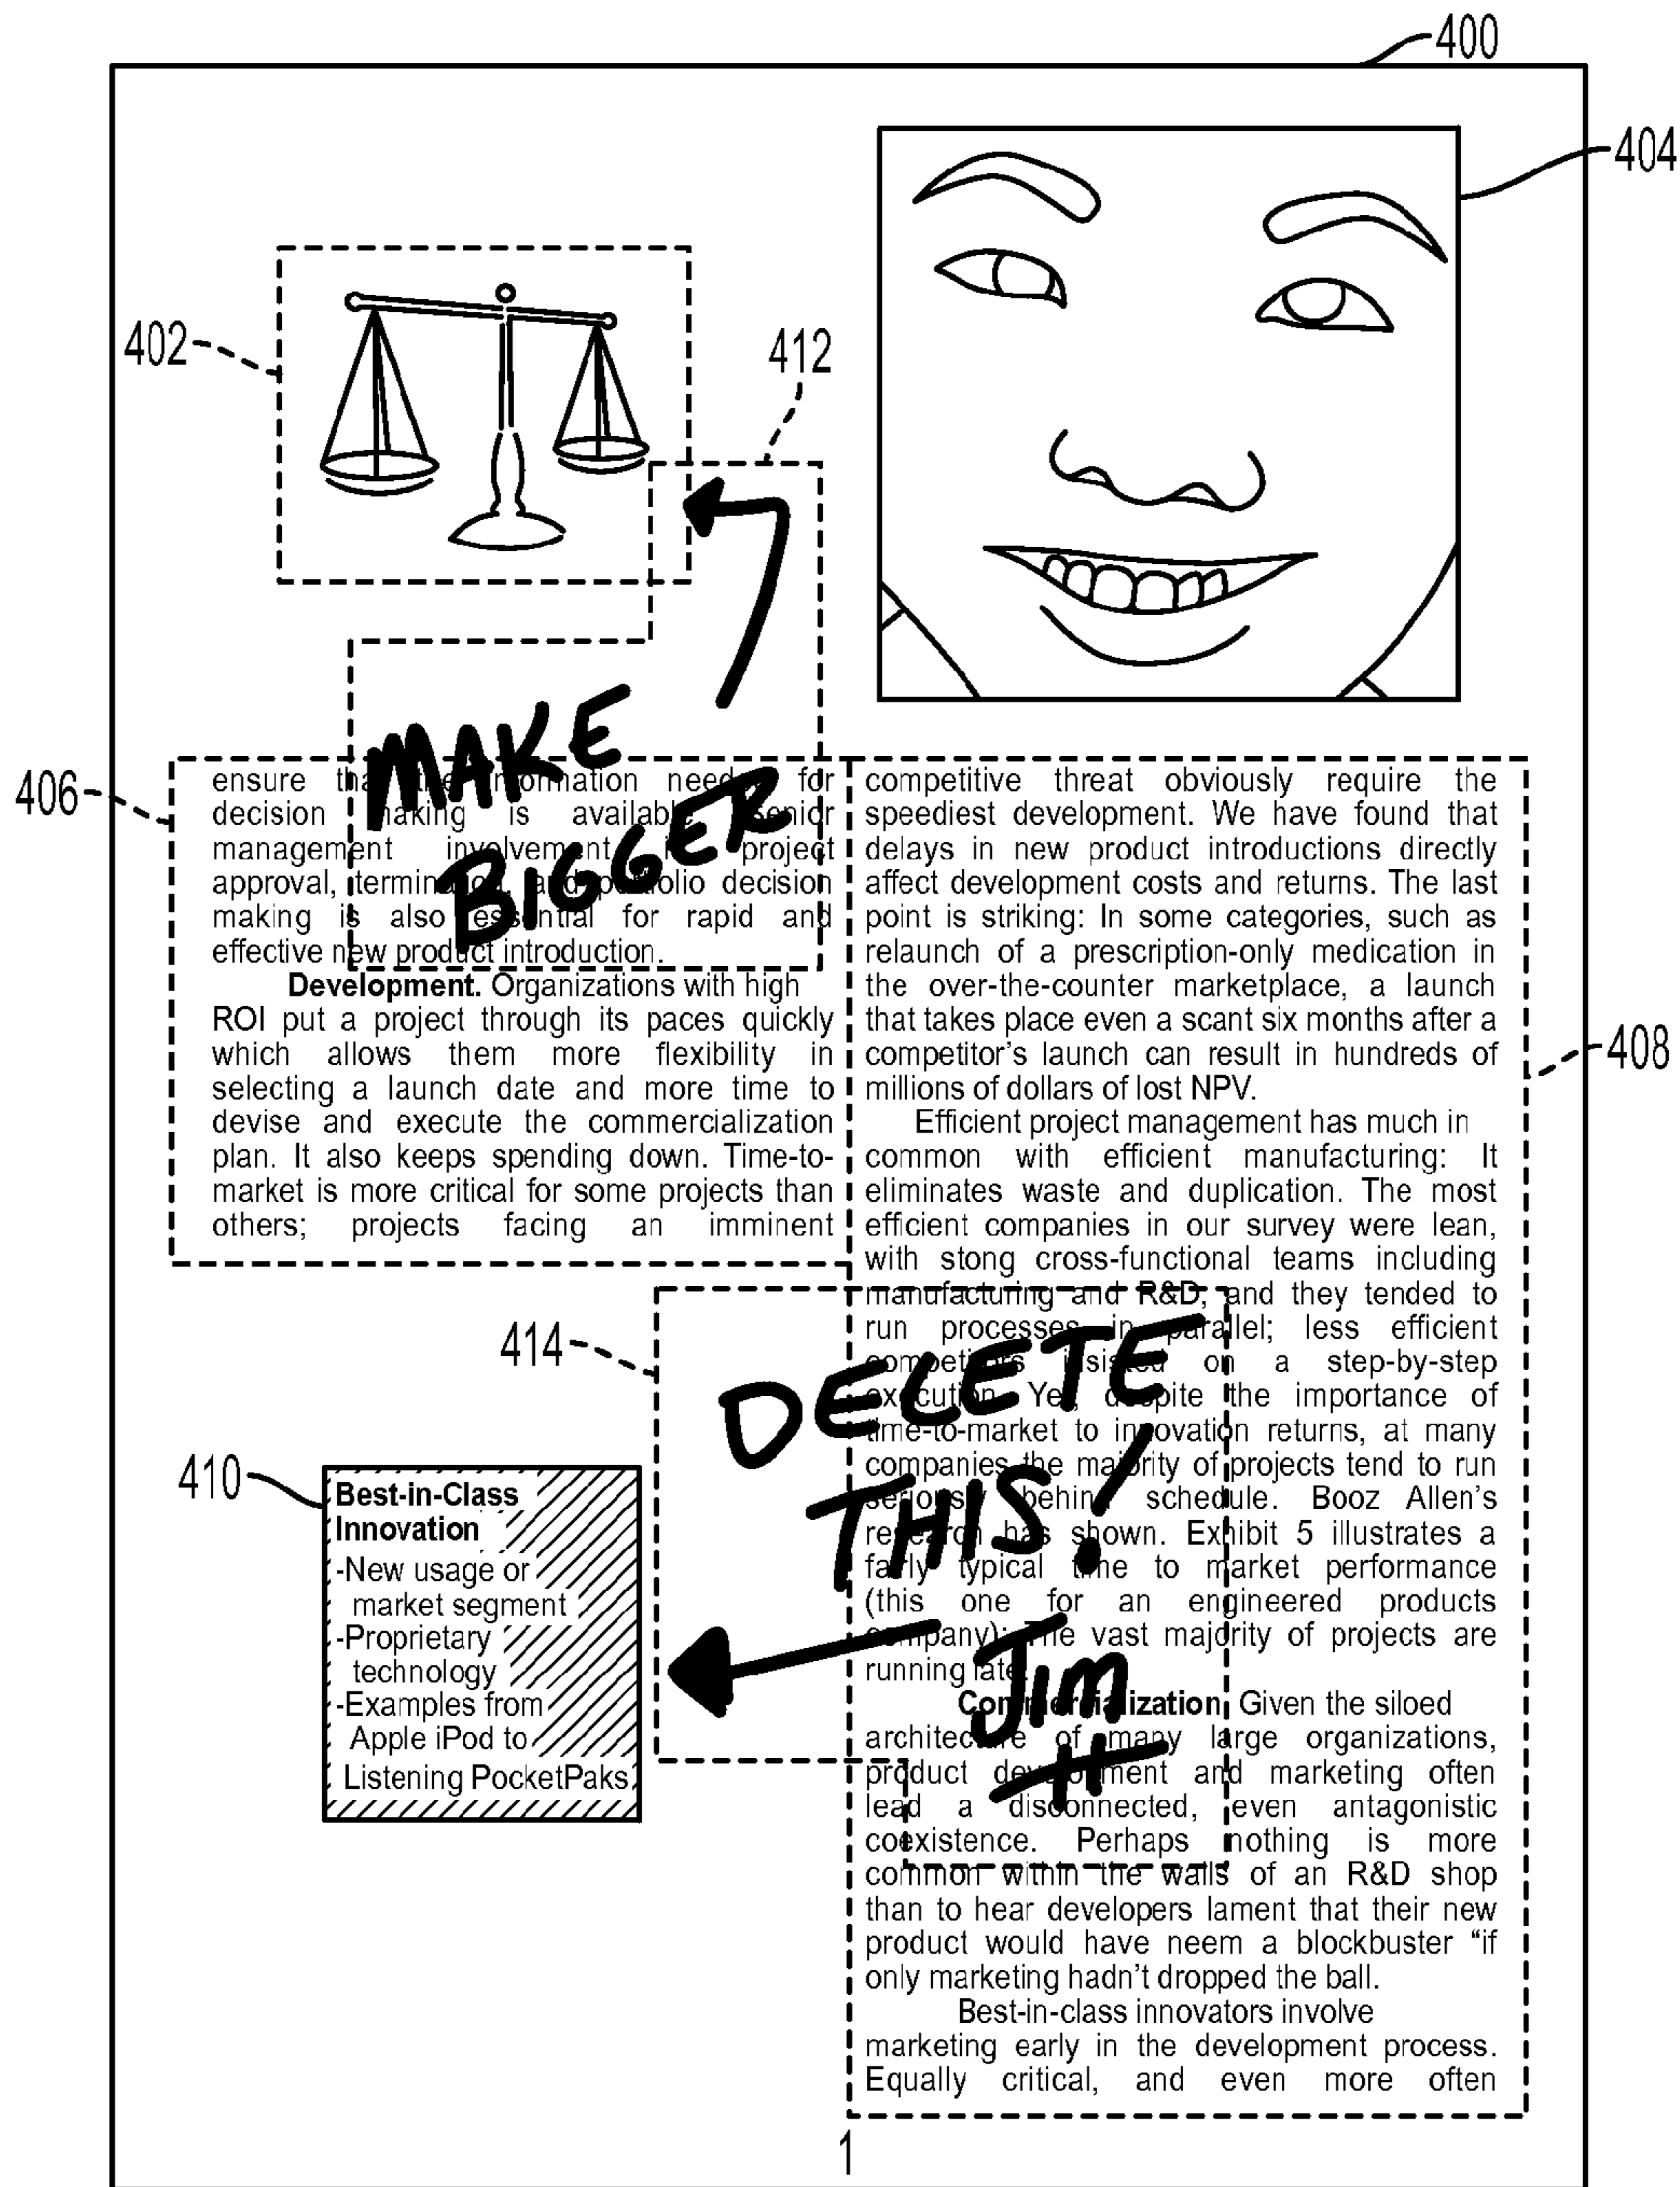 400
404
402
412
MAKE
BIGGER
406
ensure that the information needed for
decision making is available. Senior
management involvement project
approval, termination, and portfolio decision
making is also essential for rapid and
effective new product introduction.
Development. Organizations with high
ROI put a project through its paces quickly
which allows them more flexibility in
selecting a launch date and more time to
devise and execute the commercialization
plan. It also keeps spending down. Time-to-
market is more critical for some projects than
others; projects facing an imminent
competitive threat obviously require the
speediest development. We have found that
delays in new product introductions directly
affect development costs and returns. The last
point is striking: In some categories, such as
relaunch of a prescription-only medication in
the over-the-counter marketplace, a launch
that takes place even a scant six months after a
competitor's launch can result in hundreds of
millions of dollars of lost NPV.
Efficient project management has much in
common with efficient manufacturing: It
eliminates waste and duplication. The most
efficient companies in our survey were lean,
with stong cross-functional teams including
manufacturing and R&D, and they tended to
run processes in parallel; less efficient
competitors insisted on a step-by-step
execution. Yet, despite the importance of
time-to-market to innovation returns, at many
companies the majority of projects tend to run
seriously behind schedule. Booz Allen's
research has shown. Exhibit 5 illustrates a
fairly typical time to market performance
(this one for an engineered products
company): The vast majority of projects are
running late.
Commercialization. Given the siloed
architecture of many large organizations,
product development and marketing often
lead a disconnected, even antagonistic
coexistence. Perhaps nothing is more
common within the walls of an R&D shop
than to hear developers lament that their new
product would have neem a blockbuster “if
only marketing hadn't dropped the ball.
Best-in-class innovators involve
marketing early in the development process.
Equally critical, and even more often
408
414
DELETE
THIS!
Jim
410
Best-in-Class
Innovation
-New usage or
market segment
-Proprietary
technology
-Examples from
Apple iPod to
Listening PocketPaks
1